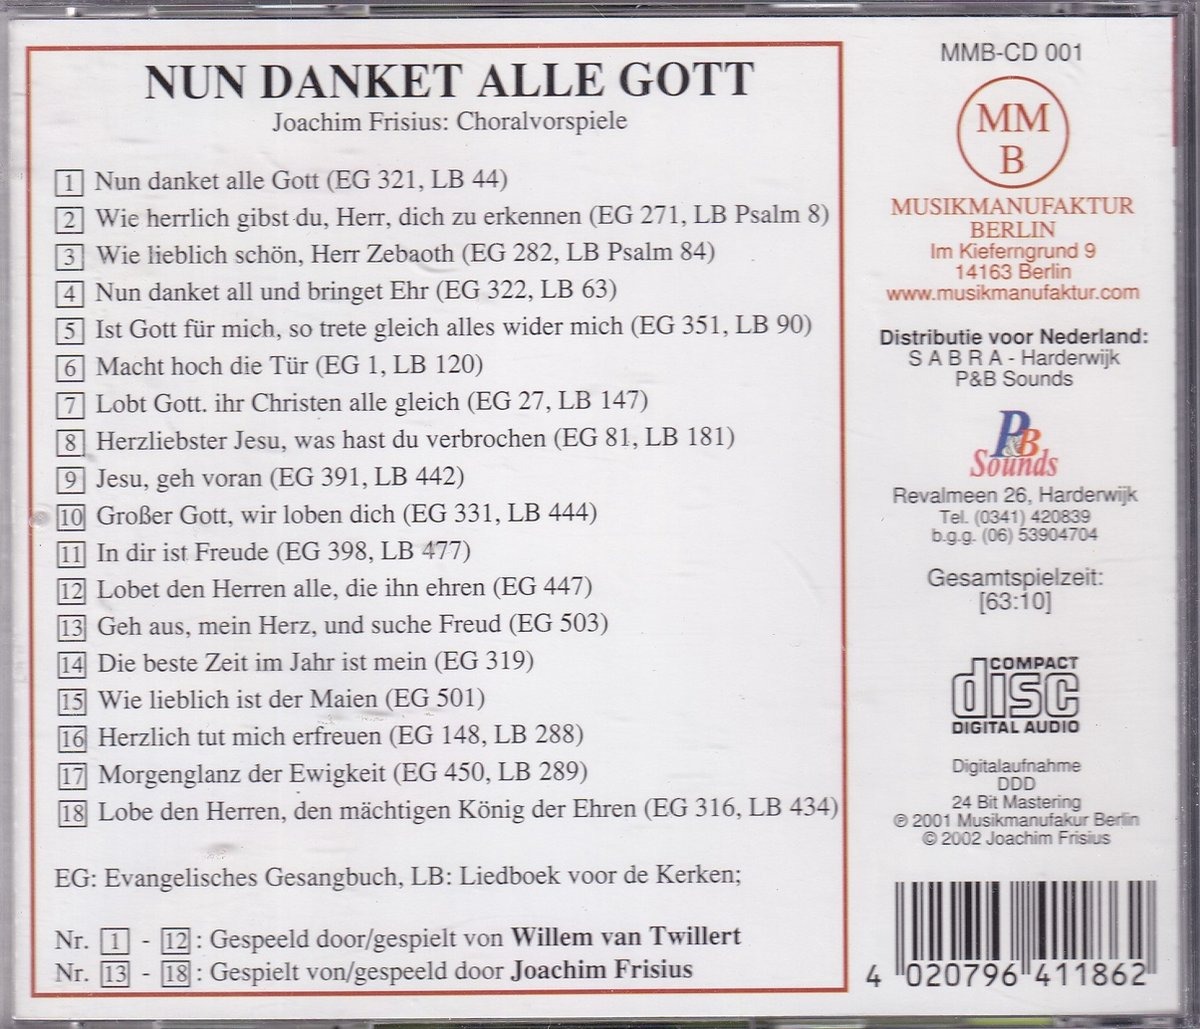 NUN DANKET ALLE GOTT
Joachim Frisius: Choralvorspiele
1 Nun danket alle Gott (EG 321, LB 44)
2 Wie herrlich gibst du, Herr, dich zu erkennen (EG 271, LB Psalm 8)
3 Wie lieblich schön, Herr Zebaoth (EG 282, LB Psalm 84)
4 Nun danket all und bringet Ehr (EG 322, LB 63)
5 Ist Gott für mich, so trete gleich alles wider mich (EG 351, LB 90)
6 Macht hoch die Tür (EG 1, LB 120)
7 Lobt Gott. ihr Christen alle gleich (EG 27, LB 147)
8 Herzliebster Jesu, was hast du verbrochen (EG 81, LB 181)
9 Jesu, geh voran (EG 391, LB 442)
10 Großer Gott, wir loben dich (EG 331, LB 444)
11 In dir ist Freude (EG 398, LB 477)
12 Lobet den Herren alle, die ihn ehren (EG 447)
13 Geh aus, mein Herz, und suche Freud (EG 503)
14 Die beste Zeit im Jahr ist mein (EG 319)
15 Wie lieblich ist der Maien (EG 501)
16 Herzlich tut mich erfreuen (EG 148, LB 288)
17 Morgenglanz der Ewigkeit (EG 450, LB 289)
18 Lobe den Herren, den mächtigen König der Ehren (EG 316, LB 434)
EG: Evangelisches Gesangbuch, LB: Liedboek voor de Kerken;
Nr. 1 - 12 : Gespeeld door/gespielt von Willem van Twillert
Nr. 13 - 18 : Gespielt von/gespeeld door Joachim Frisius
MMB-CD 001
MM
B
MUSIKMANUFAKTUR
BERLIN
Im Kieferngrund 9
14163 Berlin
www.musikmanufaktur.com
Distributie voor Nederland:
S A B R A - Harderwijk
P&B Sounds
P&B
Sounds
Revalmeen 26, Harderwijk
Tel. (0341) 420839
b.g.g. (06) 53904704
Gesamtspielzeit:
[63:10]
COMPACT
disc
DIGITAL AUDIO
Digitalaufnahme
DDD
24 Bit Mastering
℗ 2001 Musikmanufakur Berlin
© 2002 Joachim Frisius
4 020796 411862